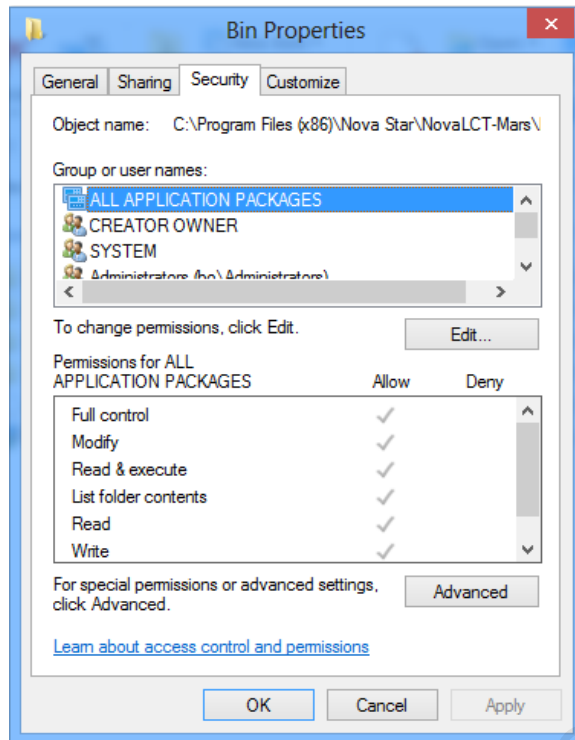 Bin Properties
General Sharing Security Customize
Object name: C:\Program Files (x86)\Nova Star\NovaLCT-Mars\
Group or user names:
ALL APPLICATION PACKAGES
CREATOR OWNER
SYSTEM
Administrators (bo\Administrators)
To change permissions, click Edit.
Edit...
Permissions for ALL
APPLICATION PACKAGES Allow Deny
Full control
Modify
Read & execute
List folder contents
Read
Write
For special permissions or advanced settings,
click Advanced.
Advanced
Learn about access control and permissions
OK Cancel Apply